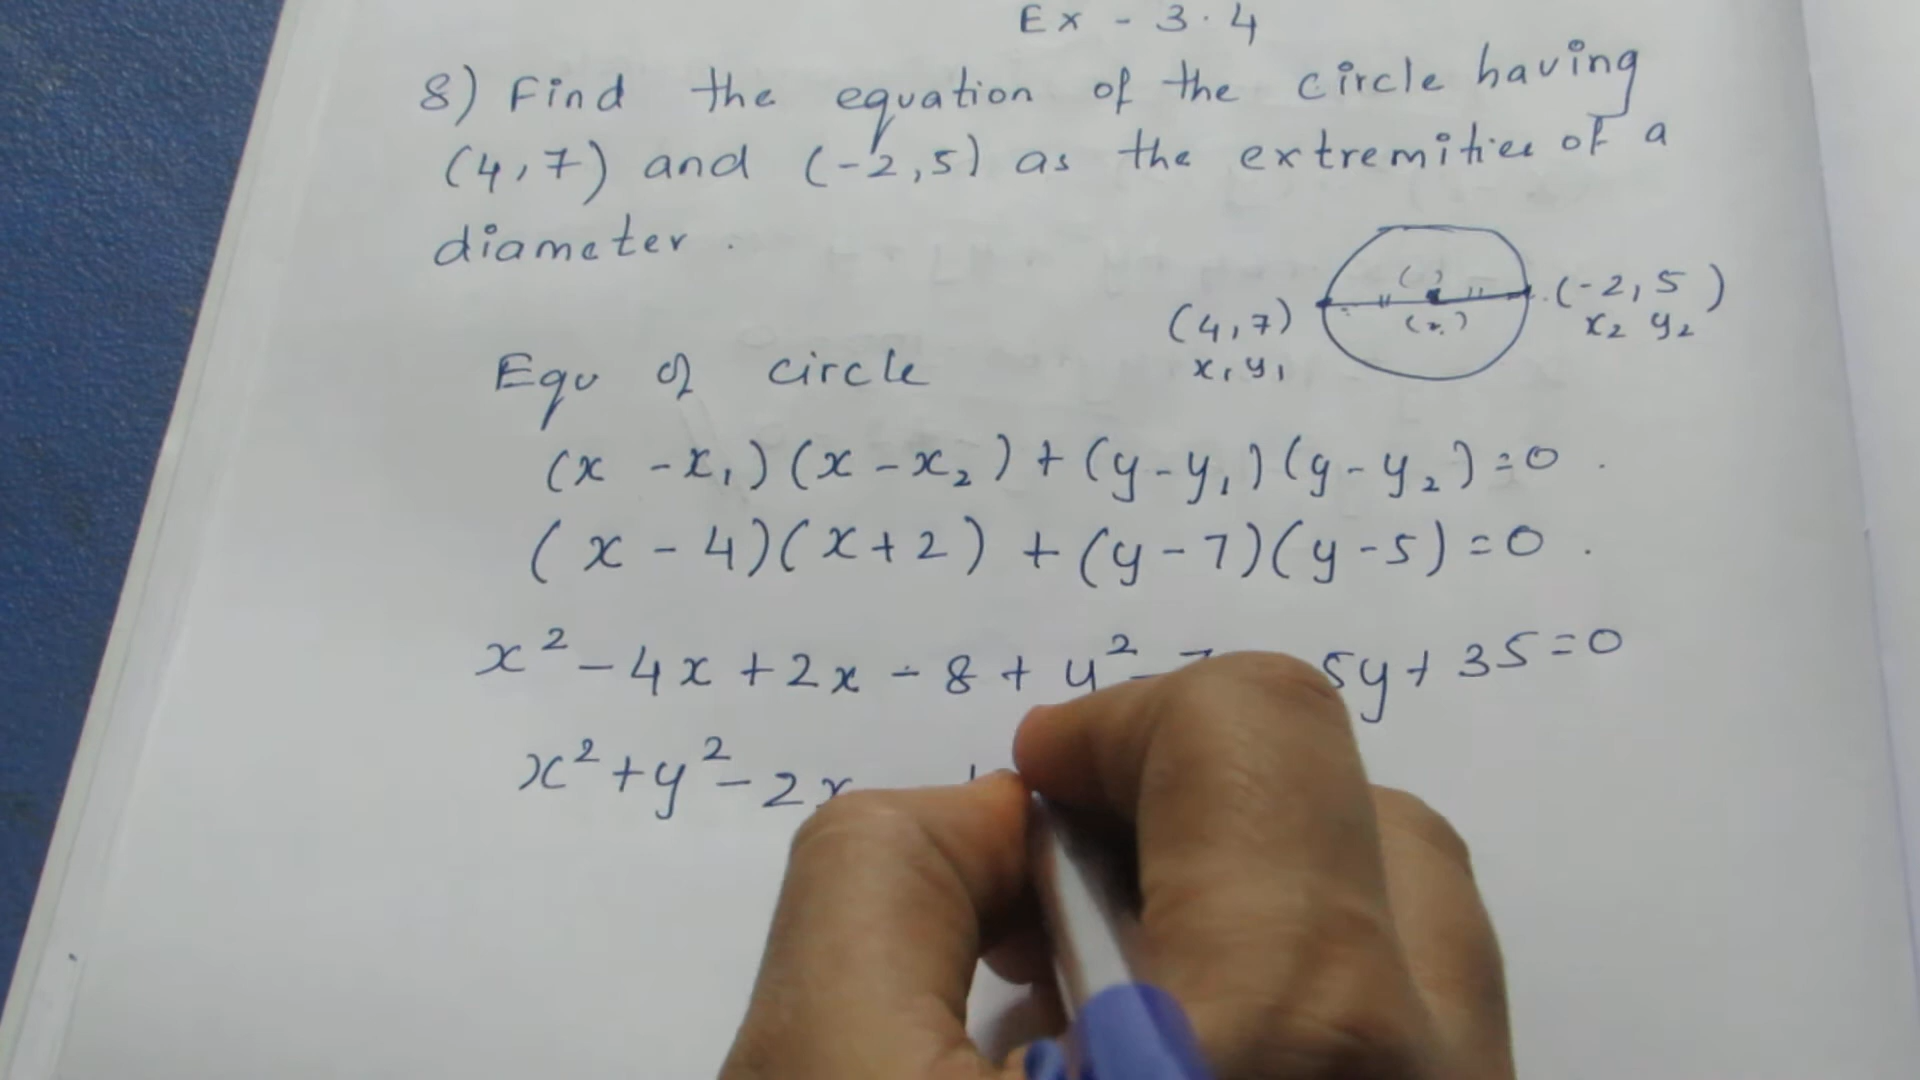 Ex - 3.4
8) Find the equation of the circle having
(4,7) and (-2,5) as the extremities of a
diameter.
(4,7)
x₁ y₁
(-2,5)
x₂ y₂
Equ of circle
(x - x₁)(x - x₂) + (y - y₁)(y - y₂) = 0.
(x - 4)(x + 2) + (y - 7)(y - 5) = 0.
x² - 4x + 2x - 8 + y² - 5y + 35 = 0
x² + y² - 2x -